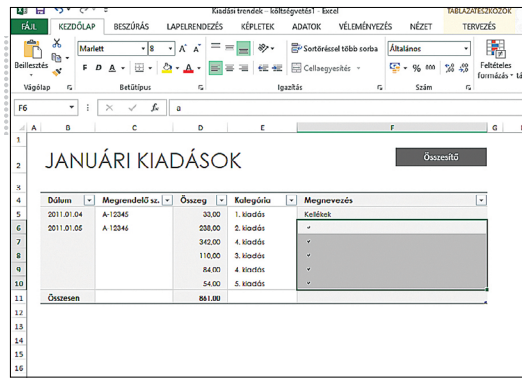 Kiadási trendek - költségvetés1 - Excel
TÁBLÁZATESZKÖZÖK
FÁJL KEZDŐLAP BESZÚRÁS LAPELRENDEZÉS KÉPLETEK ADATOK VÉLEMÉNYEZÉS NÉZET TERVEZÉS
Beillesztés
Marlett 8 A A
F D A A
Sortöréssel több sorba
Cellaegyesítés
Általános
% 000
Feltételes
formázás
Vágólap Betűtípus Igazítás Szám
F6 fx a
A B C D E F G
1
2 JANUÁRI KIADÁSOK Összesítő
3
4 Dátum Megrendelő sz. Összeg Kategória Megnevezés
5 2011.01.04 A-12345 33,00 1. kiadás Kellékek
6 2011.01.05 A-12346 238,00 2. kiadás
7 342,00 4. kiadás
8 110,00 3. kiadás
9 84,00 4. kiadás
10 54,00 5. kiadás
11 Összesen 861,00
12
13
14
15
16